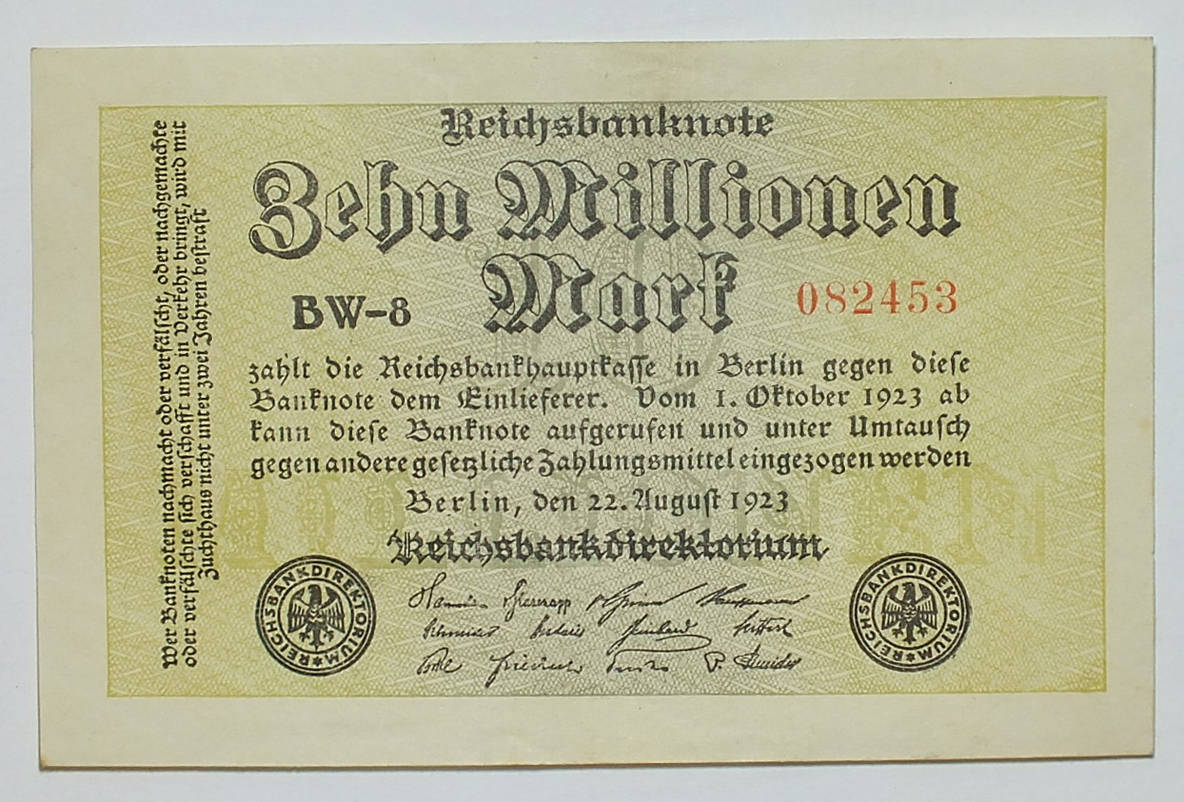 Reichsbanknote
Zehn Millionen
Mark
BW-8
082453
zahlt die Reichsbankhauptkasse in Berlin gegen diese
Banknote dem Einlieferer. Vom 1. Oktober 1923 ab
kann diese Banknote aufgerufen und unter Umtausch
gegen andere gesetzliche Zahlungsmittel eingezogen werden
Berlin, den 22. August 1923
Reichsbankdirektorium
REICHSBANKDIREKTORIUM
REICHSBANKDIREKTORIUM
Wer Banknoten nachmacht oder verfälscht, oder nachgemachte
oder verfälschte sich verschafft und in Verkehr bringt, wird mit
Zuchthaus nicht unter zwei Jahren bestraft